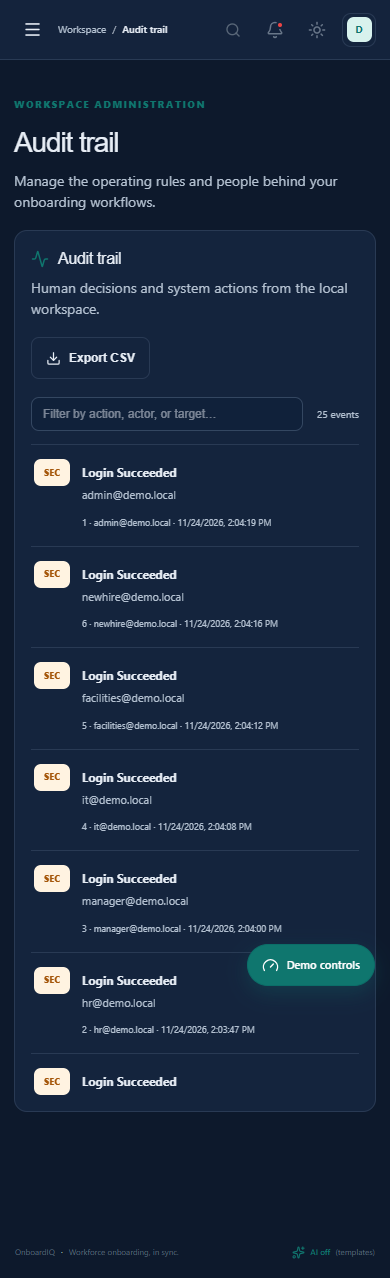 Workspace / Audit trail
D
WORKSPACE ADMINISTRATION
Audit trail
Manage the operating rules and people behind your
onboarding workflows.
Audit trail
Human decisions and system actions from the local
workspace.
Export CSV
Filter by action, actor, or target...
25 events
SEC
Login Succeeded
admin@demo.local
1 · admin@demo.local · 11/24/2026, 2:04:19 PM
SEC
Login Succeeded
newhire@demo.local
6 · newhire@demo.local · 11/24/2026, 2:04:16 PM
SEC
Login Succeeded
facilities@demo.local
5 · facilities@demo.local · 11/24/2026, 2:04:12 PM
SEC
Login Succeeded
it@demo.local
4 · it@demo.local · 11/24/2026, 2:04:08 PM
SEC
Login Succeeded
manager@demo.local
3 · manager@demo.local · 11/24/2026, 2:04:00 PM
Demo controls
SEC
Login Succeeded
hr@demo.local
2 · hr@demo.local · 11/24/2026, 2:03:47 PM
SEC
Login Succeeded
OnboardIQ · Workforce onboarding, in sync.
AI off (templates)